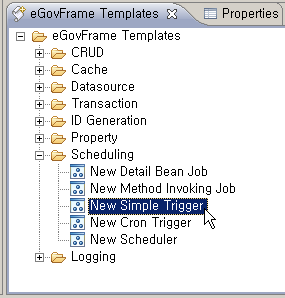 eGovFrame Templates
Properties
eGovFrame Templates
CRUD
Cache
Datasource
Transaction
ID Generation
Property
Scheduling
New Detail Bean Job
New Method Invoking Job
New Simple Trigger
New Cron Trigger
New Scheduler
Logging